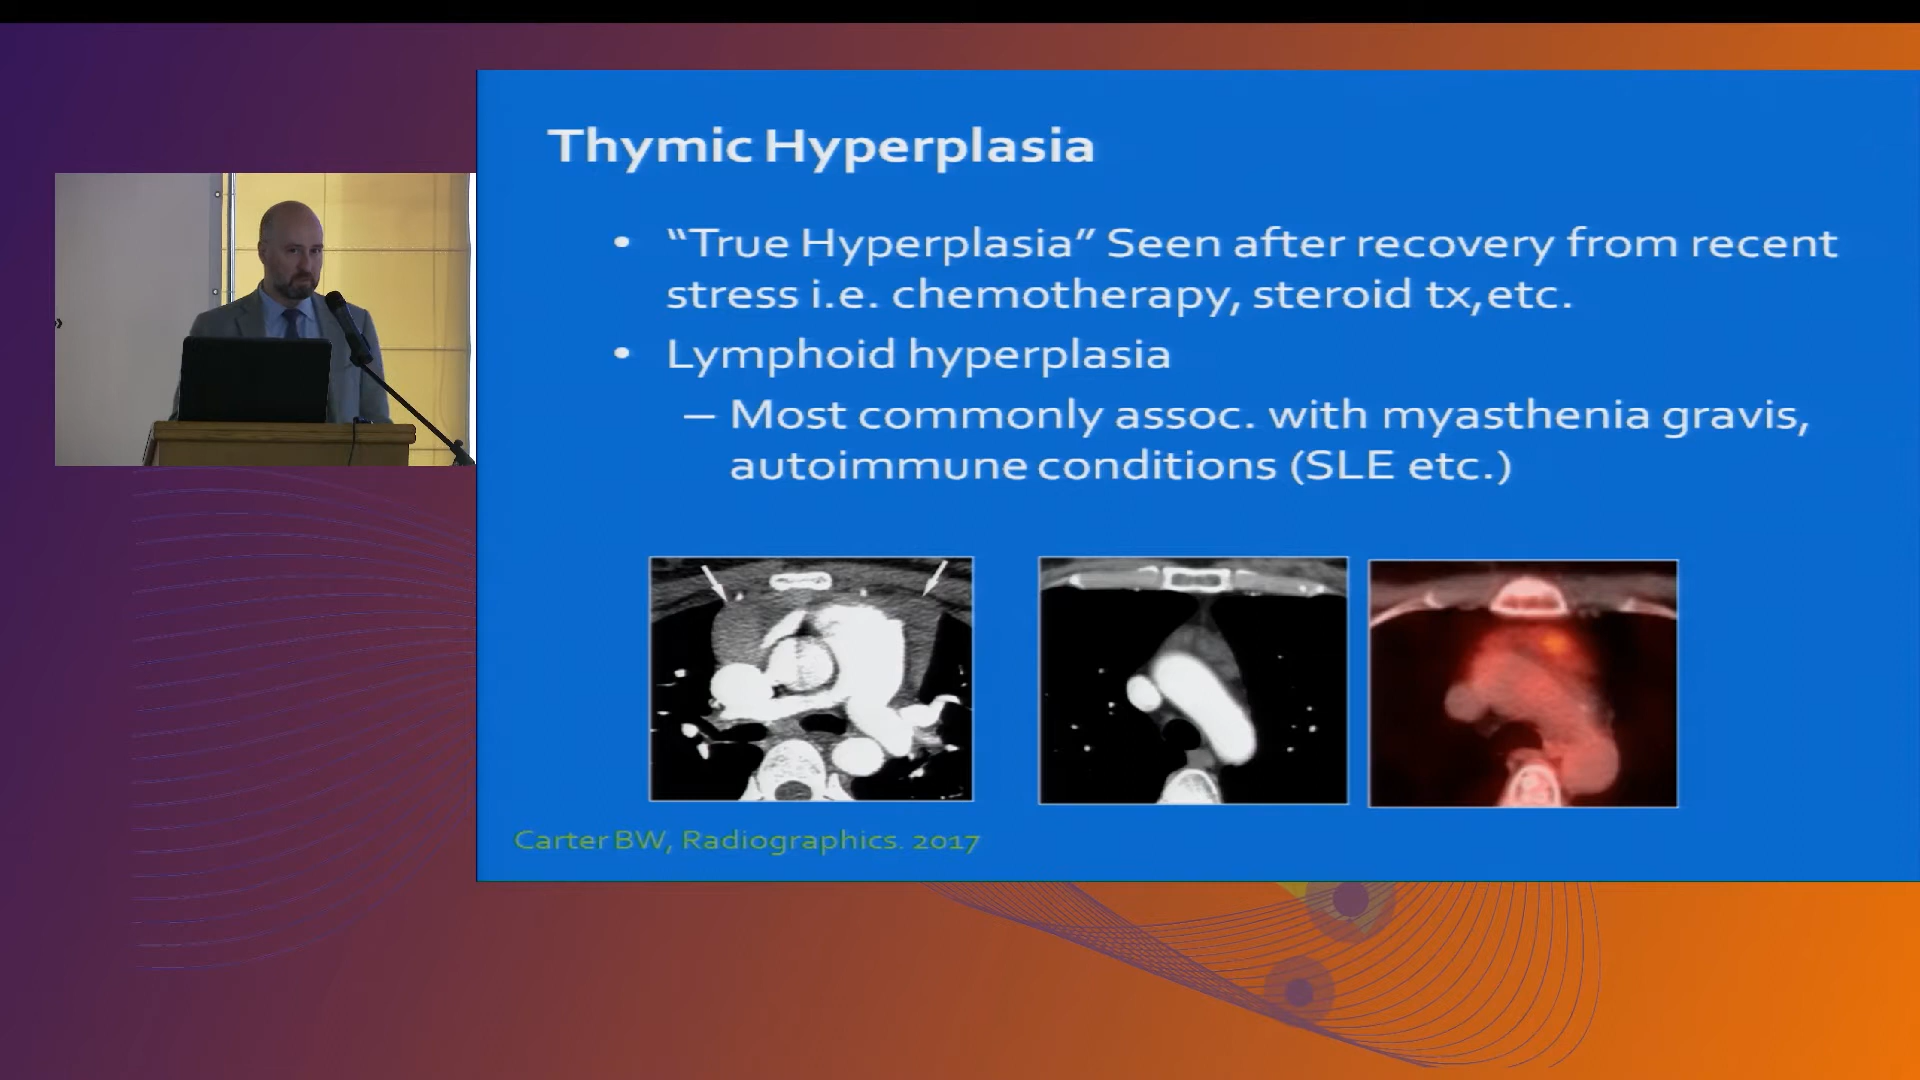 Thymic Hyperplasia
• “True Hyperplasia” Seen after recovery from recent
stress i.e. chemotherapy, steroid tx,etc.
• Lymphoid hyperplasia
– Most commonly assoc. with myasthenia gravis,
autoimmune conditions (SLE etc.)
Carter BW, Radiographics. 2017